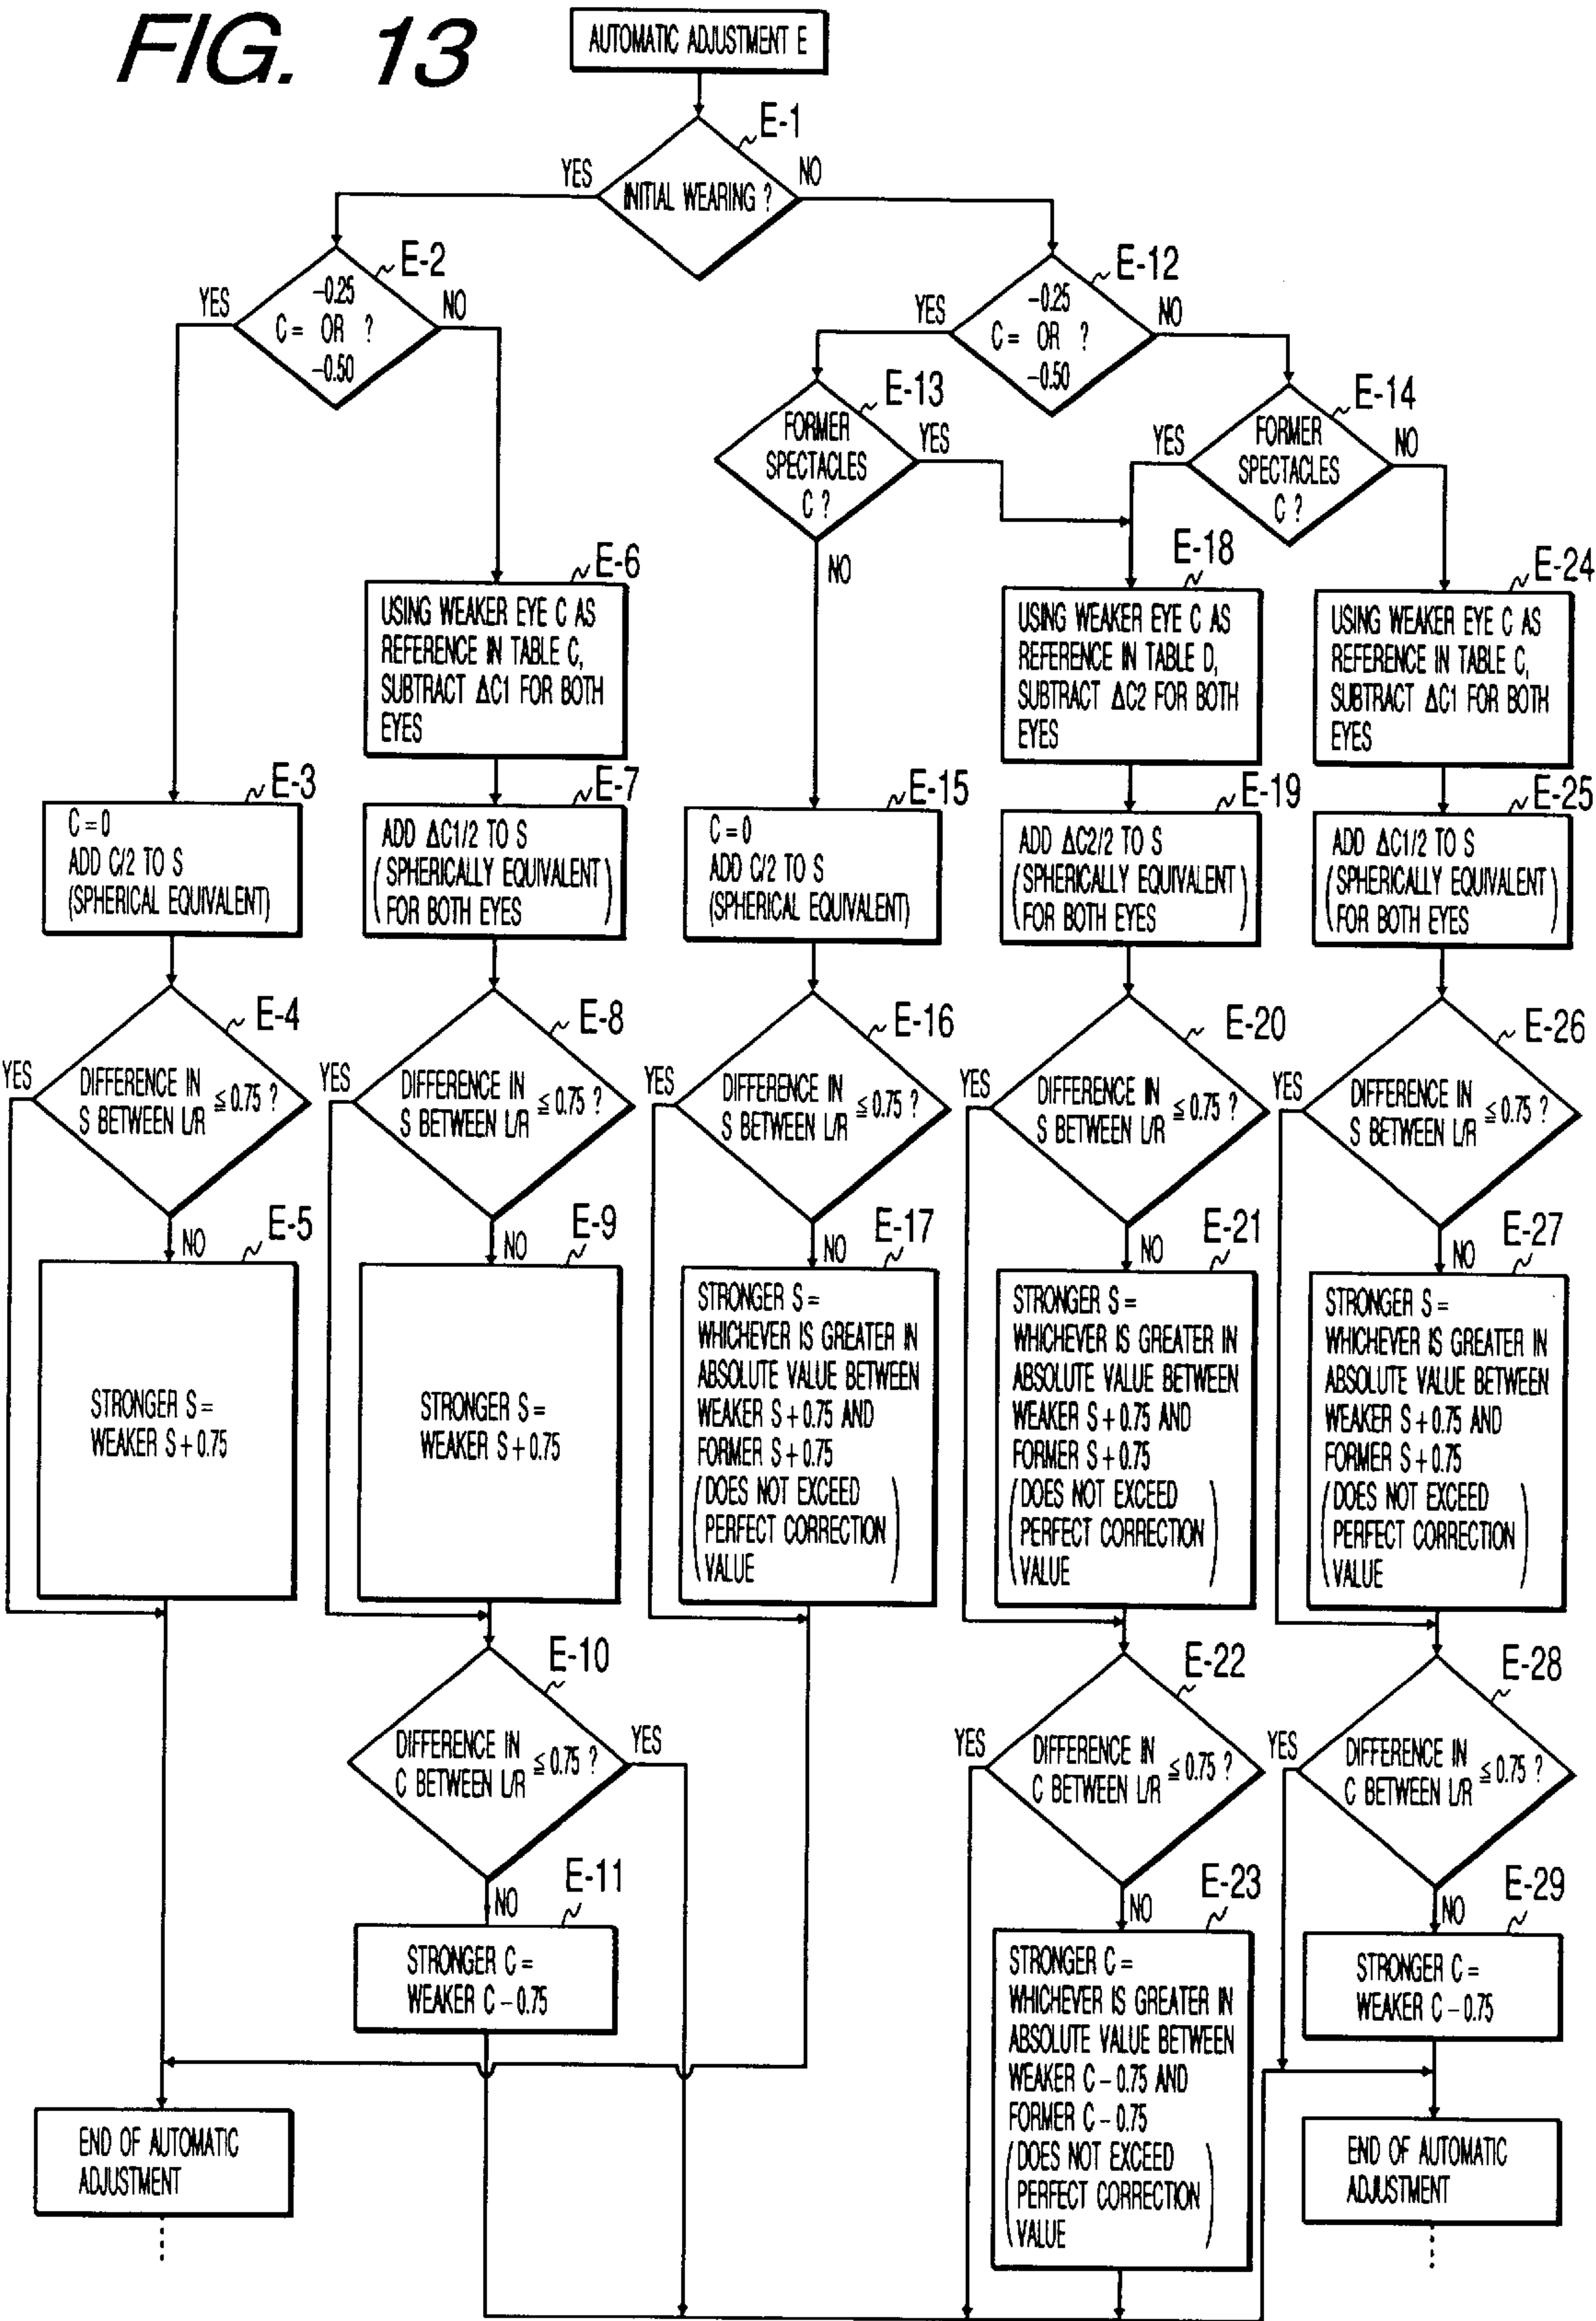 FIG. 13
AUTOMATIC ADJUSTMENT E
E-1
YES
INITIAL WEARING ?
NO
E-2
YES
-0.25
C = OR ?
-0.50
NO
E-12
YES
-0.25
C = OR ?
-0.50
NO
E-13
FORMER
SPECTACLES
C ?
YES
NO
E-14
YES
FORMER
SPECTACLES
C ?
NO
E-6
USING WEAKER EYE C AS
REFERENCE IN TABLE C,
SUBTRACT ΔC1 FOR BOTH
EYES
E-18
USING WEAKER EYE C AS
REFERENCE IN TABLE D,
SUBTRACT ΔC2 FOR BOTH
EYES
E-24
USING WEAKER EYE C AS
REFERENCE IN TABLE C,
SUBTRACT ΔC1 FOR BOTH
EYES
E-3
C = 0
ADD C/2 TO S
(SPHERICAL EQUIVALENT)
E-7
ADD ΔC1/2 TO S
(SPHERICALLY EQUIVALENT
FOR BOTH EYES)
E-15
C = 0
ADD C/2 TO S
(SPHERICAL EQUIVALENT)
E-19
ADD ΔC2/2 TO S
(SPHERICALLY EQUIVALENT
FOR BOTH EYES)
E-25
ADD ΔC1/2 TO S
(SPHERICALLY EQUIVALENT
FOR BOTH EYES)
E-4
YES
DIFFERENCE IN
S BETWEEN L/R ≦ 0.75 ?
NO
E-8
YES
DIFFERENCE IN
S BETWEEN L/R ≦ 0.75 ?
NO
E-16
YES
DIFFERENCE IN
S BETWEEN L/R ≦ 0.75 ?
NO
E-20
YES
DIFFERENCE IN
S BETWEEN L/R ≦ 0.75 ?
NO
E-26
YES
DIFFERENCE IN
S BETWEEN L/R ≦ 0.75 ?
NO
E-5
STRONGER S =
WEAKER S + 0.75
E-9
STRONGER S =
WEAKER S + 0.75
E-17
STRONGER S =
WHICHEVER IS GREATER IN
ABSOLUTE VALUE BETWEEN
WEAKER S + 0.75 AND
FORMER S + 0.75
(DOES NOT EXCEED
PERFECT CORRECTION
VALUE)
E-21
STRONGER S =
WHICHEVER IS GREATER IN
ABSOLUTE VALUE BETWEEN
WEAKER S + 0.75 AND
FORMER S + 0.75
(DOES NOT EXCEED
PERFECT CORRECTION
VALUE)
E-27
STRONGER S =
WHICHEVER IS GREATER IN
ABSOLUTE VALUE BETWEEN
WEAKER S + 0.75 AND
FORMER S + 0.75
(DOES NOT EXCEED
PERFECT CORRECTION
VALUE)
E-10
DIFFERENCE IN
C BETWEEN L/R ≦ 0.75 ?
YES
NO
E-22
YES
DIFFERENCE IN
C BETWEEN L/R ≦ 0.75 ?
NO
E-28
YES
DIFFERENCE IN
C BETWEEN L/R ≦ 0.75 ?
NO
E-11
STRONGER C =
WEAKER C - 0.75
E-23
STRONGER C =
WHICHEVER IS GREATER IN
ABSOLUTE VALUE BETWEEN
WEAKER C - 0.75 AND
FORMER C - 0.75
(DOES NOT EXCEED
PERFECT CORRECTION
VALUE)
E-29
STRONGER C =
WEAKER C - 0.75
END OF AUTOMATIC
ADJUSTMENT
END OF AUTOMATIC
ADJUSTMENT